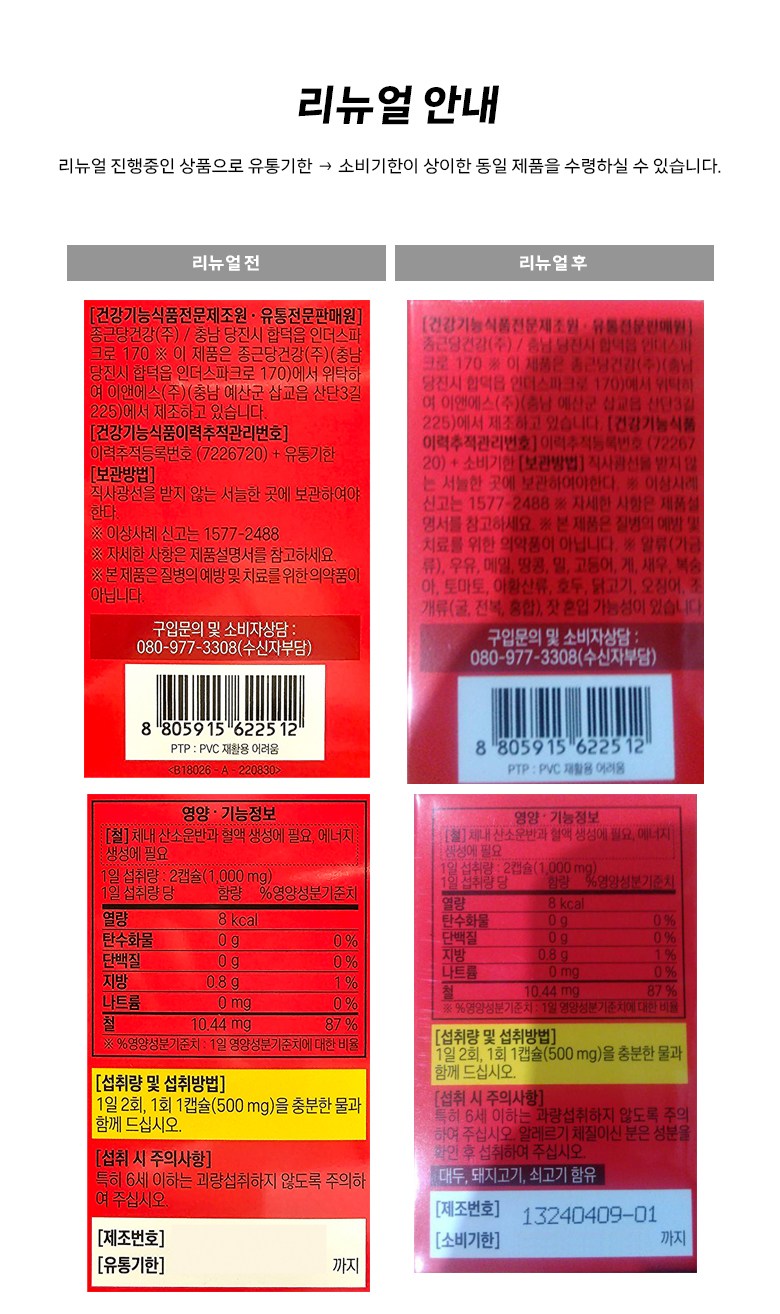 리뉴얼 안내
리뉴얼 진행중인 상품으로 유통기한 → 소비기한이 상이한 동일 제품을 수령하실 수 있습니다.
리뉴얼 전
[건강기능식품전문제조원 · 유통전문판매원]
종근당건강(주) / 충남 당진시 합덕읍 인더스파
크로 170 ※ 이 제품은 종근당건강(주)(충남
당진시 합덕읍 인더스파크로 170)에서 위탁하
여 이앤에스(주)(충남 예산군 삽교읍 산단3길
225)에서 제조하고 있습니다.
[건강기능식품이력추적관리번호]
이력추적등록번호 (7226720) + 유통기한
[보관방법]
직사광선을 받지 않는 서늘한 곳에 보관하여야
한다.
※ 이상사례 신고는 1577-2488
※ 자세한 사항은 제품설명서를 참고하세요.
※ 본 제품은 질병의 예방 및 치료를 위한 의약품이
아닙니다.
구입문의 및 소비자상담 :
080-977-3308(수신자부담)
8 805915 622512
PTP : PVC 재활용 어려움
<B18026 - A - 220830>
영양 · 기능정보
[철] 체내 산소운반과 혈액 생성에 필요, 에너지
생성에 필요
1일 섭취량 : 2캡슐(1,000 mg)
1일 섭취량 당 함량 %영양성분기준치
열량 8 kcal
탄수화물 0 g 0 %
단백질 0 g 0 %
지방 0.8 g 1 %
나트륨 0 mg 0 %
철 10.44 mg 87 %
※ %영양성분기준치 : 1일 영양성분기준치에 대한 비율
[섭취량 및 섭취방법]
1일 2회, 1회 1캡슐(500 mg)을 충분한 물과
함께 드십시오.
[섭취 시 주의사항]
특히 6세 이하는 과량섭취하지 않도록 주의하
여 주십시오.
[제조번호]
[유통기한] 까지
리뉴얼 후
[건강기능식품전문제조원 · 유통전문판매원]
종근당건강(주) / 충남 당진시 합덕읍 인더스파
크로 170 ※ 이 제품은 종근당건강(주)(충남
당진시 합덕읍 인더스파크로 170)에서 위탁하
여 이앤에스(주)(충남 예산군 삽교읍 산단3길
225)에서 제조하고 있습니다. [건강기능식품
이력추적관리번호] 이력추적등록번호 (72267
20) + 소비기한 [보관방법] 직사광선을 받지 않
는 서늘한 곳에 보관하여야한다. ※ 이상사례
신고는 1577-2488 ※ 자세한 사항은 제품설
명서를 참고하세요. ※ 본 제품은 질병의 예방 및
치료를 위한 의약품이 아닙니다. ※ 알류(가금
류), 우유, 메밀, 땅콩, 밀, 고등어, 게, 새우, 복숭
아, 토마토, 아황산류, 호두, 닭고기, 오징어, 조
개류(굴, 전복, 홍합), 잣 혼입 가능성이 있습니다
구입문의 및 소비자상담 :
080-977-3308(수신자부담)
8 805915 622512
PTP : PVC 재활용 어려움
영양 · 기능정보
[철] 체내 산소운반과 혈액 생성에 필요, 에너지
생성에 필요
1일 섭취량 : 2캡슐(1,000 mg)
1일 섭취량 당 함량 %영양성분기준치
열량 8 kcal
탄수화물 0 g 0 %
단백질 0 g 0 %
지방 0.8 g 1 %
나트륨 0 mg 0 %
철 10.44 mg 87 %
※ %영양성분기준치 : 1일 영양성분기준치에 대한 비율
[섭취량 및 섭취방법]
1일 2회, 1회 1캡슐(500 mg)을 충분한 물과
함께 드십시오.
[섭취 시 주의사항]
특히 6세 이하는 과량섭취하지 않도록 주의
하여 주십시오. 알레르기 체질이신 분은 성분을
확인 후 섭취하여 주십시오.
대두, 돼지고기, 쇠고기 함유
[제조번호] 13240409-01
[소비기한] 까지